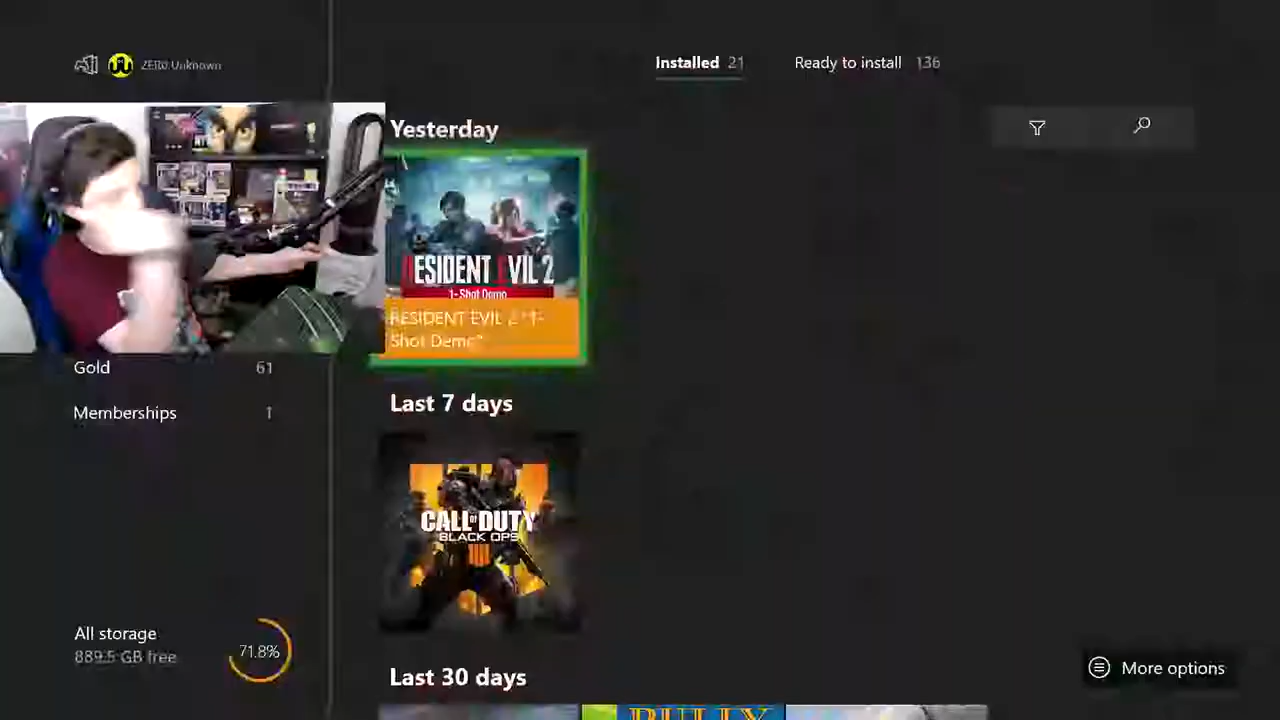 ZER0 Unknown
Installed 21
Ready to install 136
Yesterday
RESIDENT EVIL 2
1-Shot Demo
RESIDENT EVIL 2 "1-
Shot Demo"
Gold 61
Memberships 1
Last 7 days
CALL OF DUTY
BLACK OPS
IIII
All storage
889.5 GB free
71.8%
More options
Last 30 days
BULLY